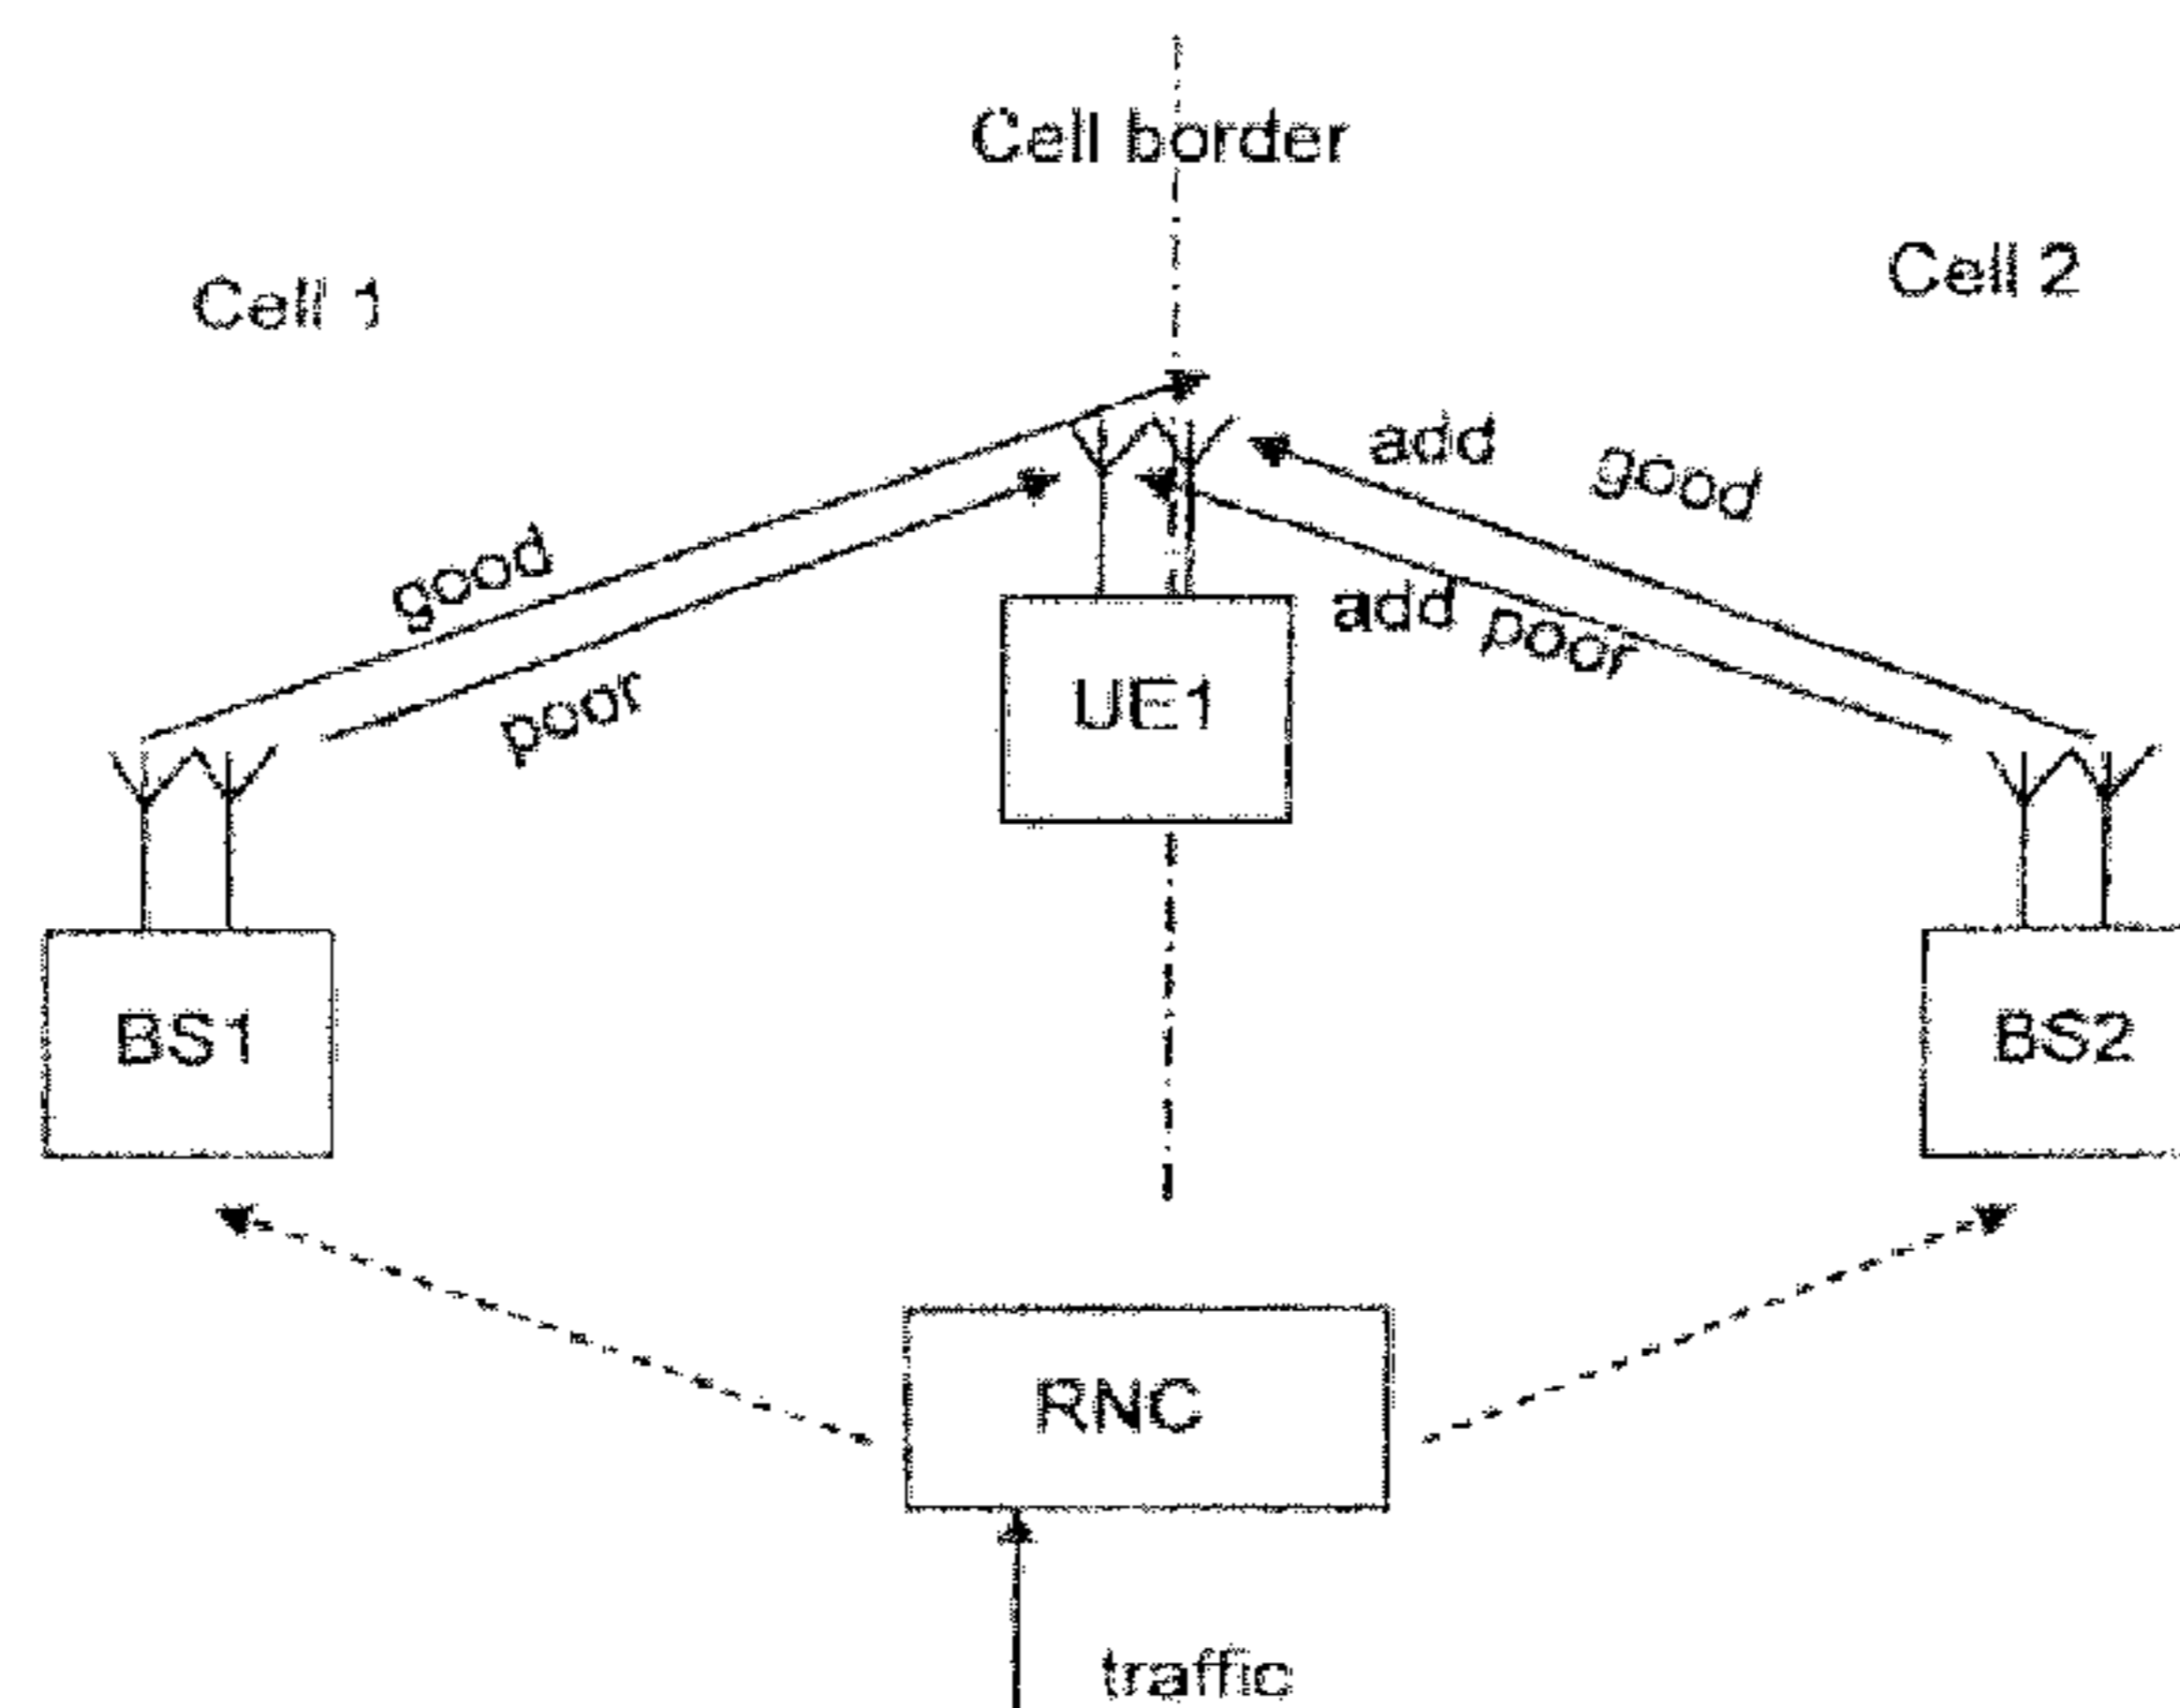 Cell border
Cell 1
Cell 2
add good
good
add poor
poor
UE1
BS1
BS2
RNC
traffic